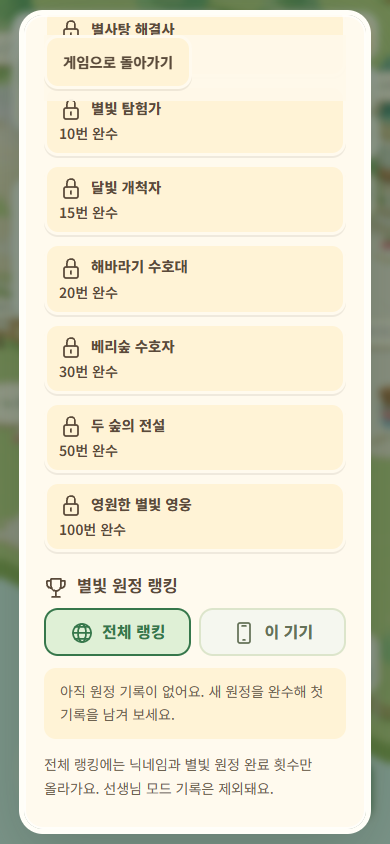 별사탕 해결사
게임으로 돌아가기
별빛 탐험가
10번 완수
달빛 개척자
15번 완수
해바라기 수호대
20번 완수
베리숲 수호자
30번 완수
두 숲의 전설
50번 완수
영원한 별빛 영웅
100번 완수
별빛 원정 랭킹
전체 랭킹
이 기기
아직 원정 기록이 없어요. 새 원정을 완수해 첫
기록을 남겨 보세요.
전체 랭킹에는 닉네임과 별빛 원정 완료 횟수만
올라가요. 선생님 모드 기록은 제외돼요.